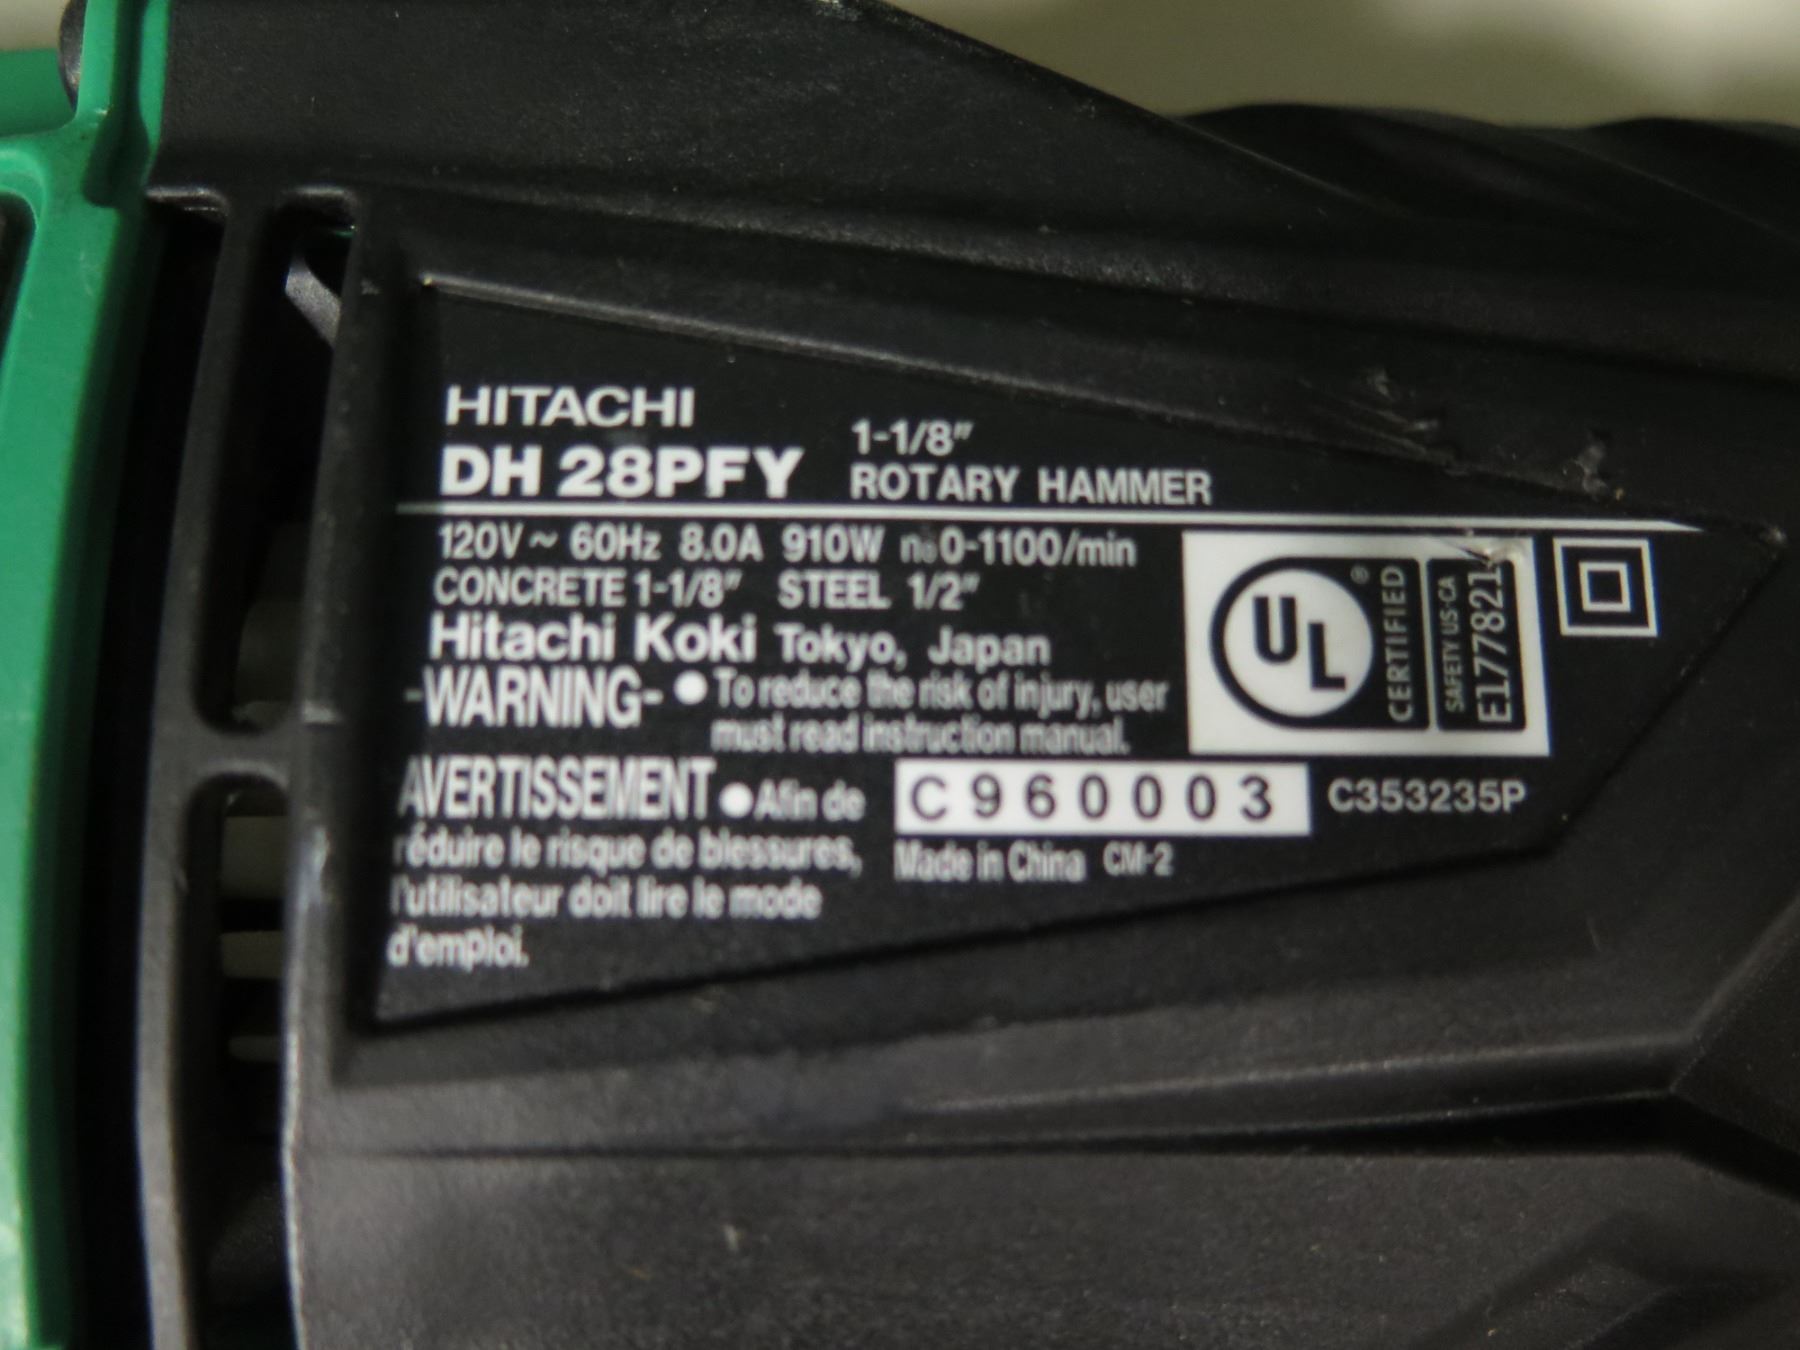 HITACHI
DH 28PFY
1-1/8"
ROTARY HAMMER
120V ~ 60Hz 8.0A 910W n₀ 0-1100/min
CONCRETE 1-1/8" STEEL 1/2"
Hitachi Koki Tokyo, Japan
-WARNING- ● To reduce the risk of injury, user
must read instruction manual.
AVERTISSEMENT ● Afin de
réduire le risque de blessures,
l'utilisateur doit lire le mode
d'emploi.
C960003
C353235P
Made in China CM-2
UL
®
CERTIFIED
SAFETY US-CA